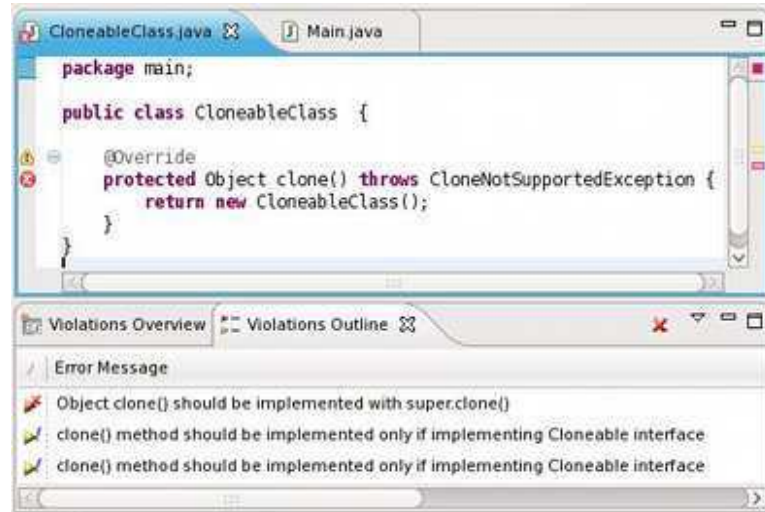 CloneableClass.java Main.java
package main;
public class CloneableClass {
@Override
protected Object clone() throws CloneNotSupportedException {
return new CloneableClass();
}
}
Violations Overview Violations Outline
Error Message
Object clone() should be implemented with super.clone()
clone() method should be implemented only if implementing Cloneable interface
clone() method should be implemented only if implementing Cloneable interface